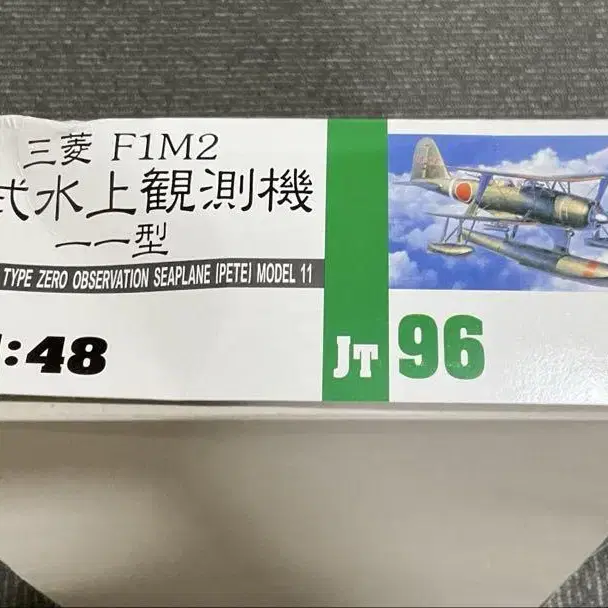 三菱 F1M2
式水上観測機
一一型
TYPE ZERO OBSERVATION SEAPLANE [PETE] MODEL 11
:48
JT 96